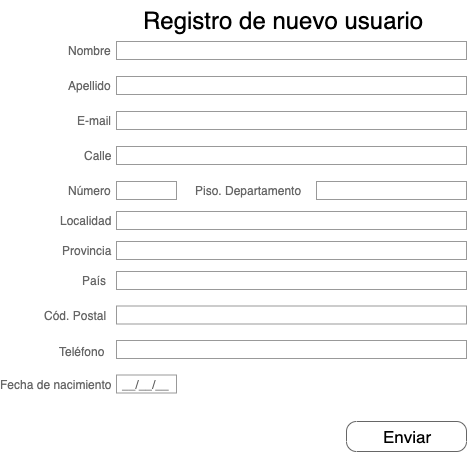 Registro de nuevo usuario
Nombre
Apellido
E-mail
Calle
Número Piso. Departamento
Localidad
Provincia
País
Cód. Postal
Teléfono
Fecha de nacimiento __/__/__
Enviar